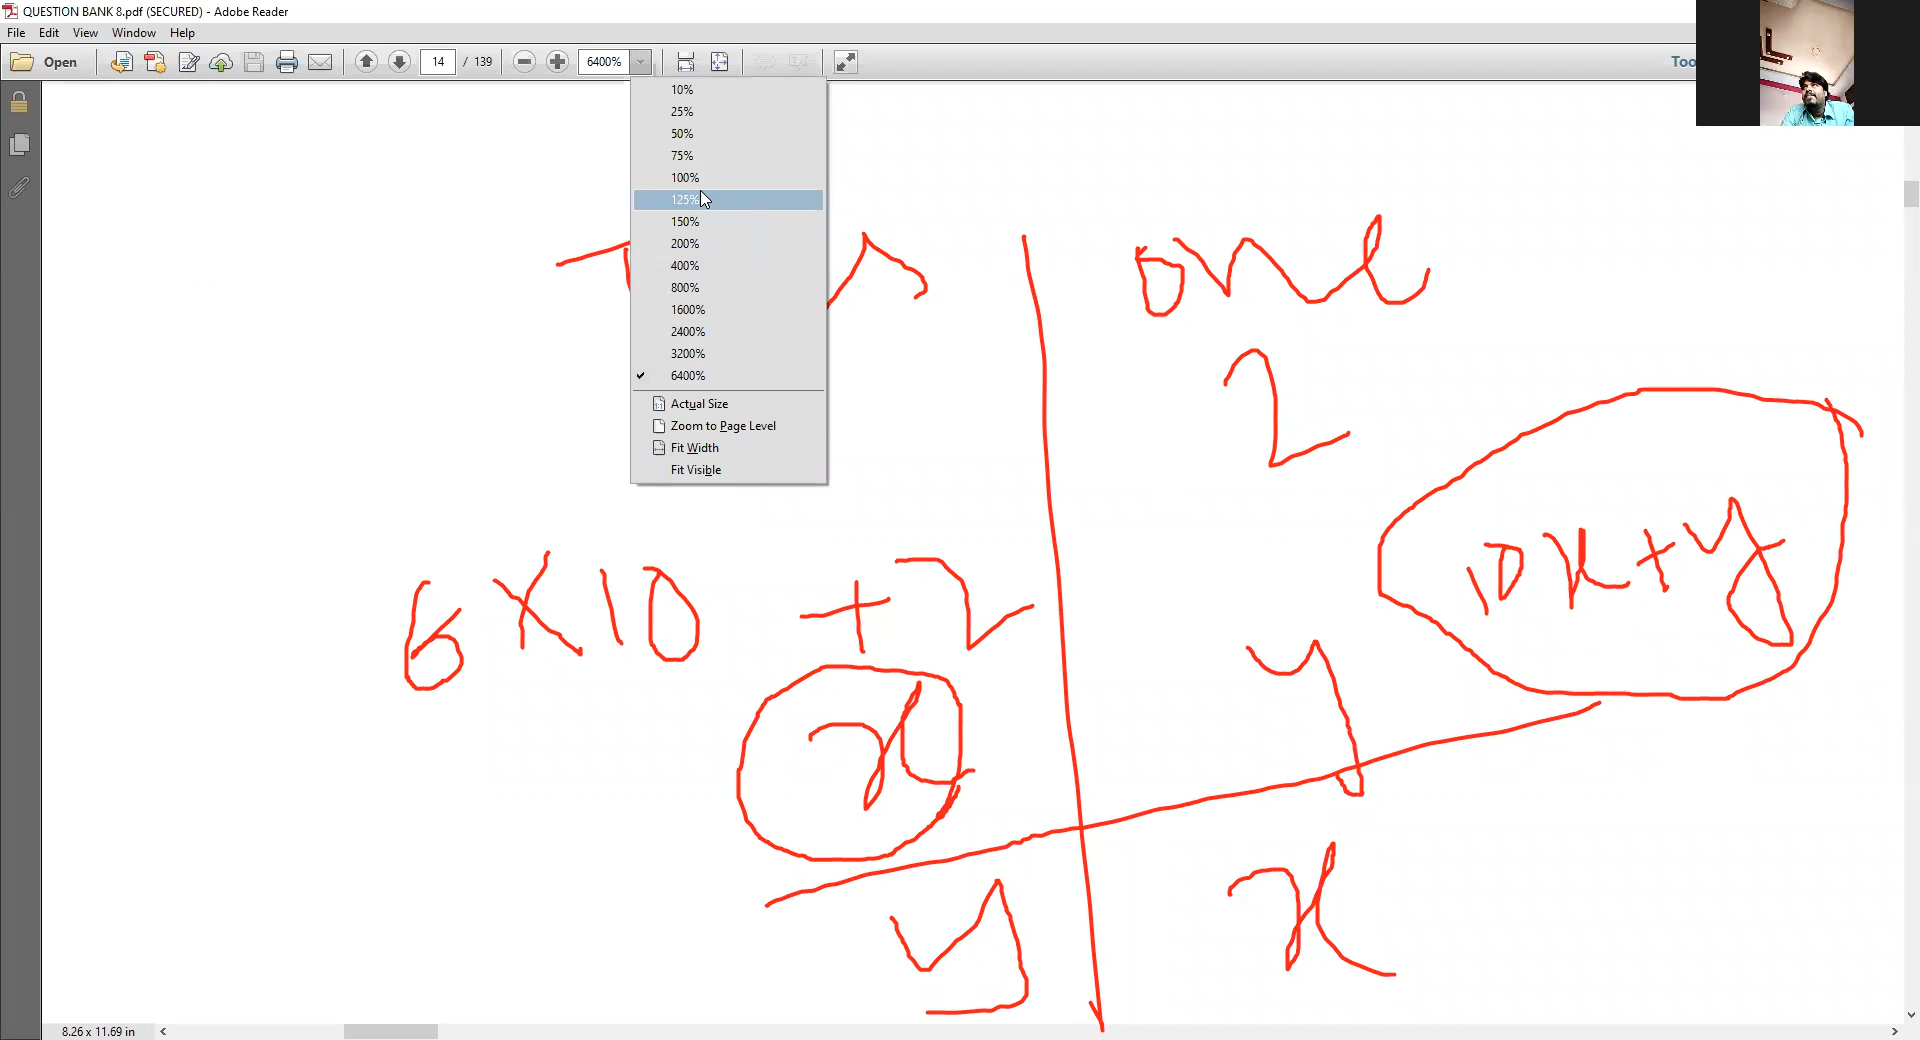 QUESTION BANK 8.pdf (SECURED) - Adobe Reader
File Edit View Window Help
Open 14 / 139 6400%
10%
25%
50%
75%
100%
125%
150%
200%
400%
800%
1600%
2400%
3200%
6400%
Actual Size
Zoom to Page Level
Fit Width
Fit Visible
one
2
10x+y
6×10 +2
x y
y x
8.26 x 11.69 in